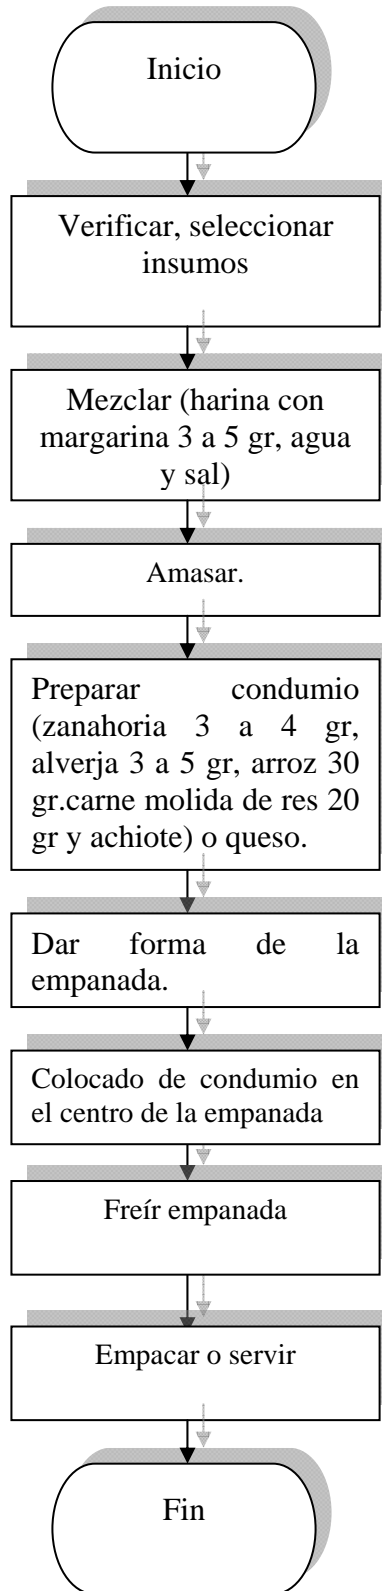 Inicio
Verificar, seleccionar
insumos
Mezclar (harina con
margarina 3 a 5 gr, agua
y sal)
Amasar.
Preparar condumio
(zanahoria 3 a 4 gr,
alverja 3 a 5 gr, arroz 30
gr.carne molida de res 20
gr y achiote) o queso.
Dar forma de la
empanada.
Colocado de condumio en
el centro de la empanada
Freír empanada
Empacar o servir
Fin